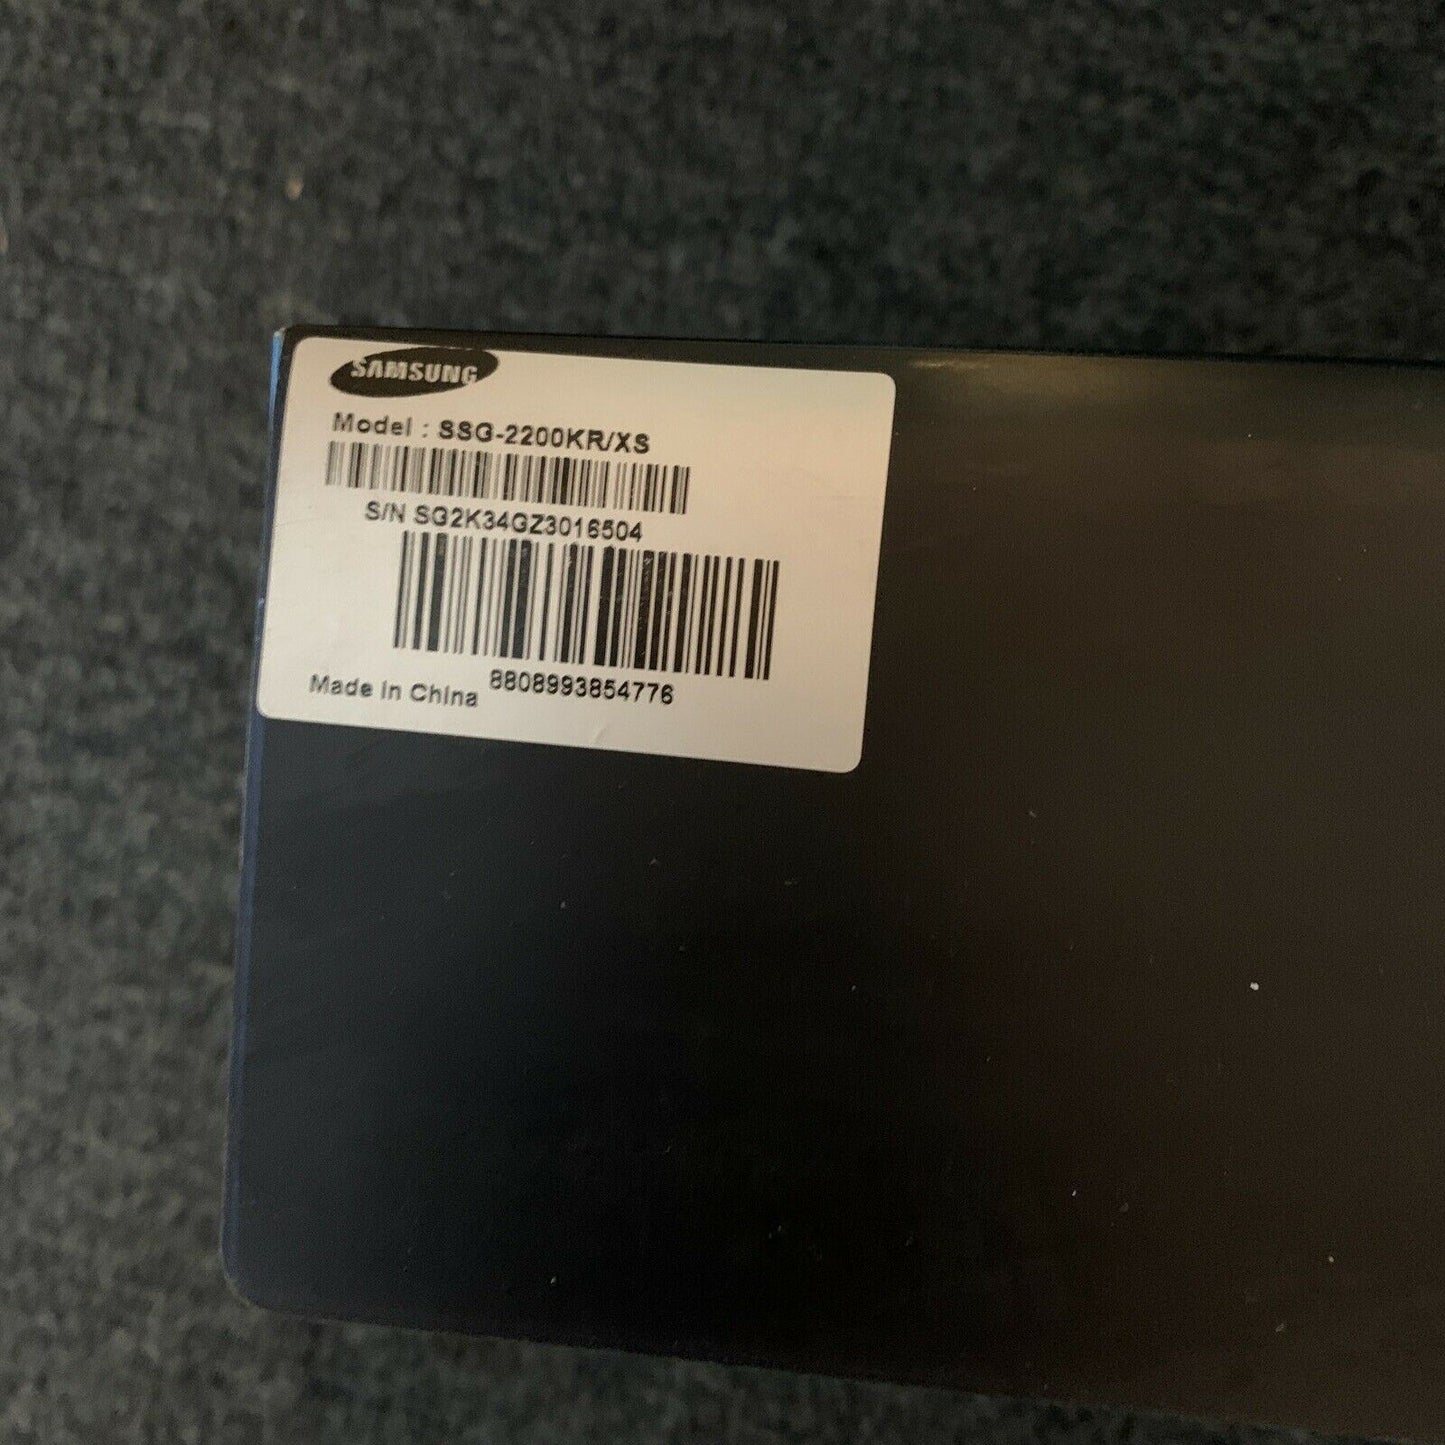 SAMSUNG
Model : SSG-2200KR/XS
S/N SG2K34GZ3016504
8808993854776
Made in China